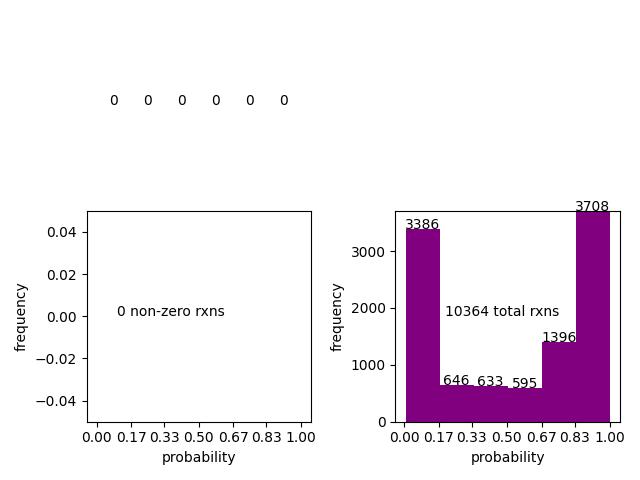 0 0 0 0 0 0
0.04
0.02
0.00
−0.02
−0.04
frequency
0 non-zero rxns
0.00 0.17 0.33 0.50 0.67 0.83 1.00
probability
3000
2000
1000
0
frequency
3386
646
633
595
1396
3708
10364 total rxns
0.00 0.17 0.33 0.50 0.67 0.83 1.00
probability